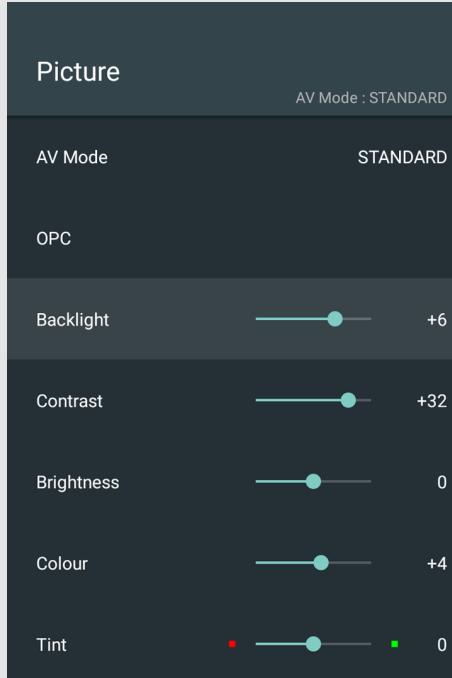 Picture
AV Mode : STANDARD
AV Mode STANDARD
OPC
Backlight +6
Contrast +32
Brightness 0
Colour +4
Tint 0